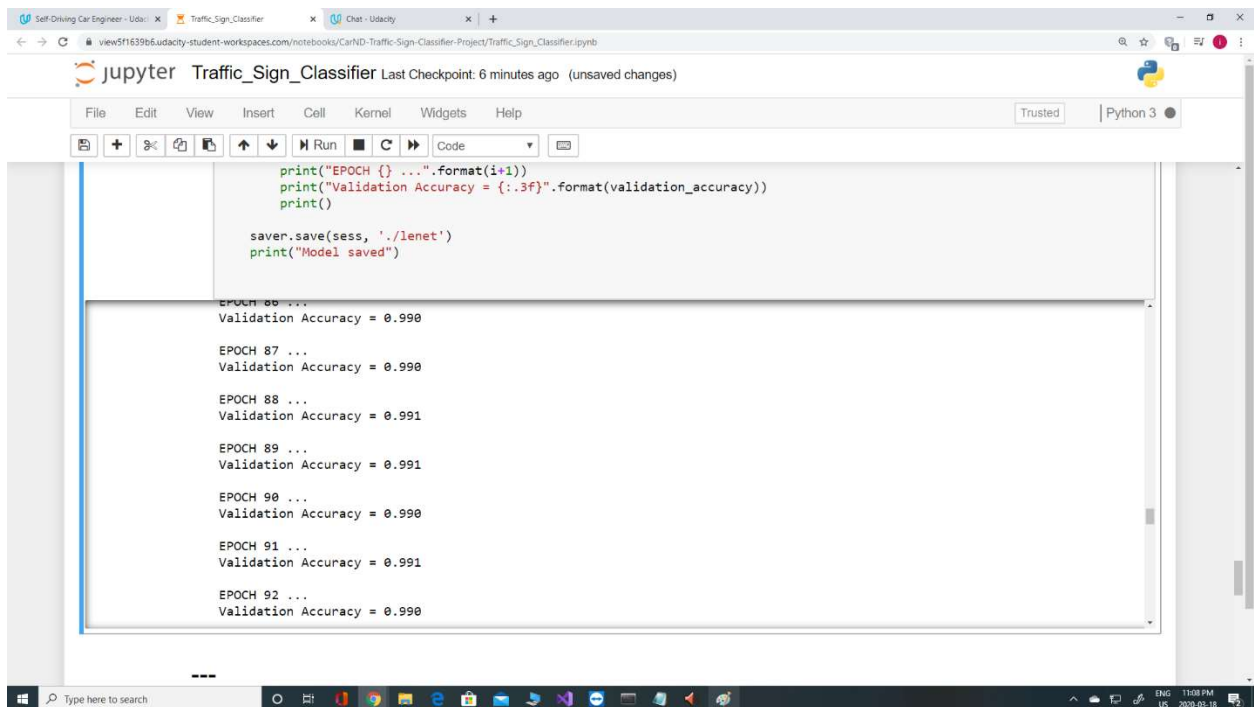 Self-Driving Car Engineer - Udaci
Traffic_Sign_Classifier
Chat - Udacity
view5f1639b6.udacity-student-workspaces.com/notebooks/CarND-Traffic-Sign-Classifier-Project/Traffic_Sign_Classifier.ipynb
jupyter Traffic_Sign_Classifier Last Checkpoint: 6 minutes ago (unsaved changes)
File Edit View Insert Cell Kernel Widgets Help Trusted Python 3
Run Code
print("EPOCH {} ...".format(i+1))
print("Validation Accuracy = {:.3f}".format(validation_accuracy))
print()
saver.save(sess, './lenet')
print("Model saved")
EPOCH 86 ...
Validation Accuracy = 0.990
EPOCH 87 ...
Validation Accuracy = 0.990
EPOCH 88 ...
Validation Accuracy = 0.991
EPOCH 89 ...
Validation Accuracy = 0.991
EPOCH 90 ...
Validation Accuracy = 0.990
EPOCH 91 ...
Validation Accuracy = 0.991
EPOCH 92 ...
Validation Accuracy = 0.990
---
Type here to search
ENG 11:08 PM
US 2020-03-18